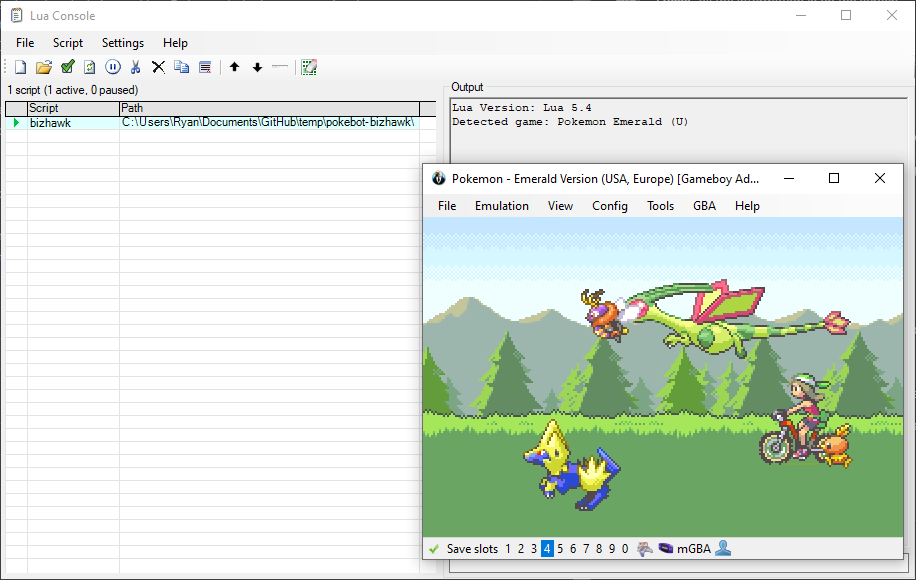 Lua Console
File Script Settings Help
1 script (1 active, 0 paused)
Script Path
bizhawk C:\Users\Ryan\Documents\GitHub\temp\pokebot-bizhawk\
Output
Lua Version: Lua 5.4
Detected game: Pokemon Emerald (U)
Pokemon - Emerald Version (USA, Europe) [Gameboy Ad...
File Emulation View Config Tools GBA Help
Save slots 1 2 3 4 5 6 7 8 9 0 mGBA